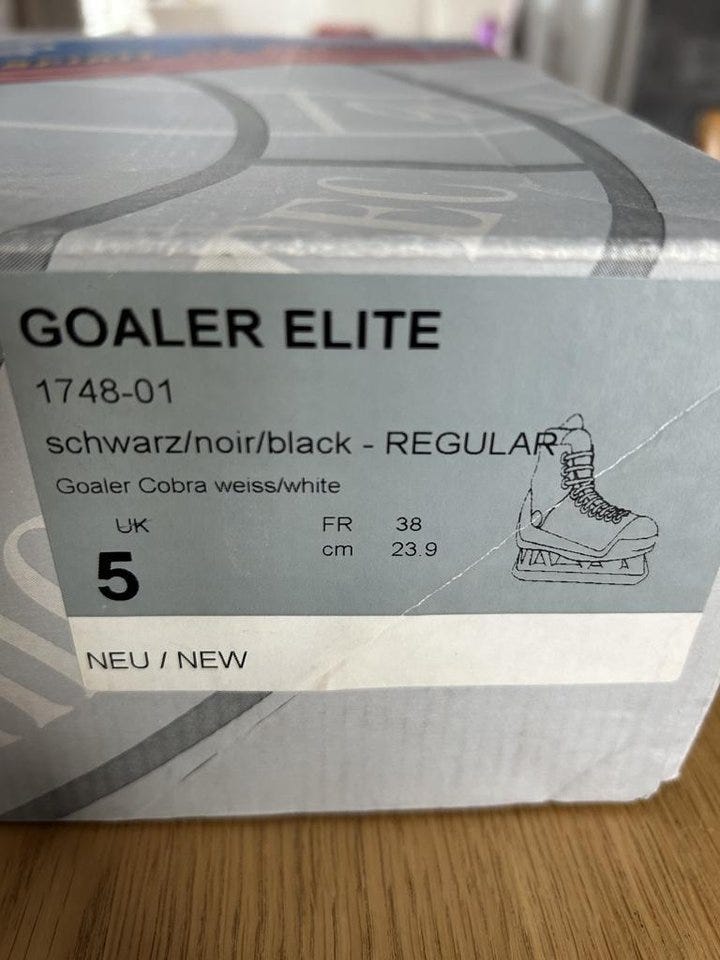 TEC
GOALER ELITE
1748-01
schwarz/noir/black - REGULAR
Goaler Cobra weiss/white
UK FR 38
5 cm 23.9
NEU / NEW